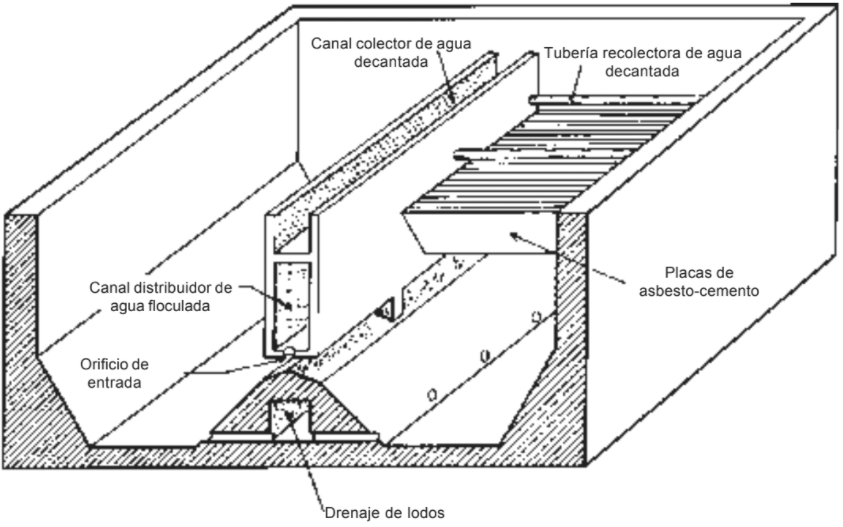 Canal colector de agua
decantada
Tubería recolectora de agua
decantada
Canal distribuidor de
agua floculada
Placas de
asbesto-cemento
Orificio de
entrada
Drenaje de lodos